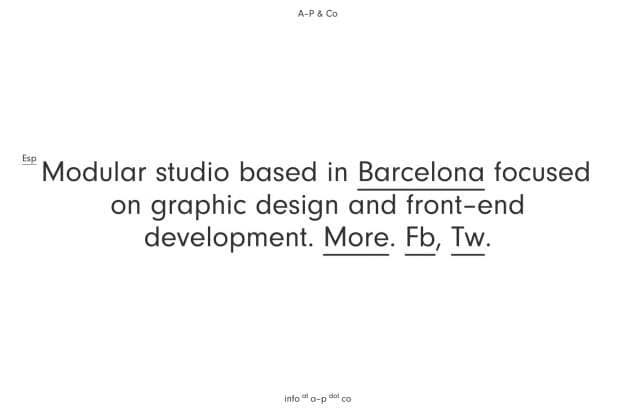 A-P & Co
Esp
Modular studio based in Barcelona focused
on graphic design and front-end
development. More. Fb, Tw.
info at a-p dot co